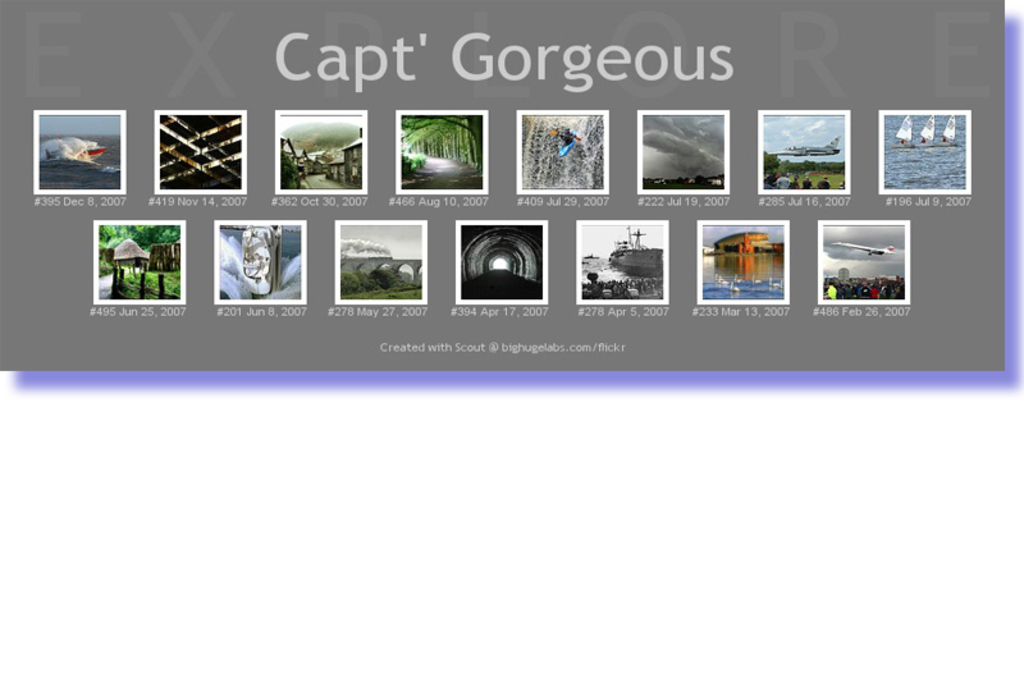 EXPLORE
Capt' Gorgeous
#395 Dec 8, 2007 #419 Nov 14, 2007 #362 Oct 30, 2007 #466 Aug 10, 2007 #409 Jul 29, 2007 #222 Jul 19, 2007 #285 Jul 16, 2007 #196 Jul 9, 2007
#495 Jun 25, 2007 #201 Jun 8, 2007 #278 May 27, 2007 #394 Apr 17, 2007 #278 Apr 5, 2007 #233 Mar 13, 2007 #486 Feb 26, 2007
Created with Scout @ bighugelabs.com/flickr